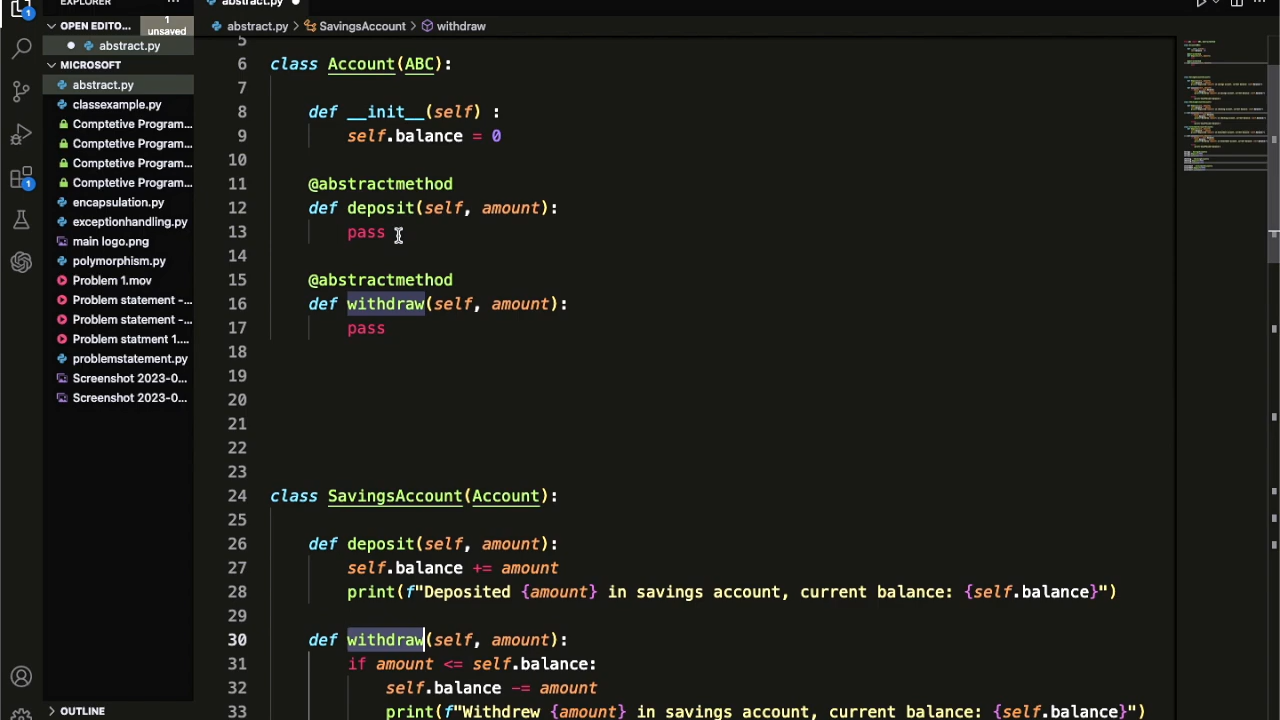 EXPLORER ...
abstract.py
OPEN EDITO... 1 unsaved
abstract.py
MICROSOFT
abstract.py
classexample.py
Comptetive Program...
Comptetive Program...
Comptetive Program...
Comptetive Program...
encapsulation.py
exceptionhandling.py
main logo.png
polymorphism.py
Problem 1.mov
Problem statement -...
Problem statement -...
Problem statment 1....
problemstatement.py
Screenshot 2023-0...
Screenshot 2023-0...
OUTLINE
1
1
abstract.py > SavingsAccount > withdraw
5
6 class Account(ABC):
7
8 def __init__(self) :
9 self.balance = 0
10
11 @abstractmethod
12 def deposit(self, amount):
13 pass
14
15 @abstractmethod
16 def withdraw(self, amount):
17 pass
18
19
20
21
22
23
24 class SavingsAccount(Account):
25
26 def deposit(self, amount):
27 self.balance += amount
28 print(f"Deposited {amount} in savings account, current balance: {self.balance}")
29
30 def withdraw(self, amount):
31 if amount <= self.balance:
32 self.balance -= amount
33 print(f"Withdrew {amount} in savings account, current balance: {self.balance}")